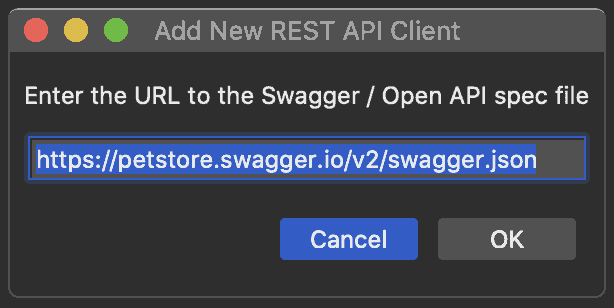 Add New REST API Client
Enter the URL to the Swagger / Open API spec file
https://petstore.swagger.io/v2/swagger.json
Cancel
OK